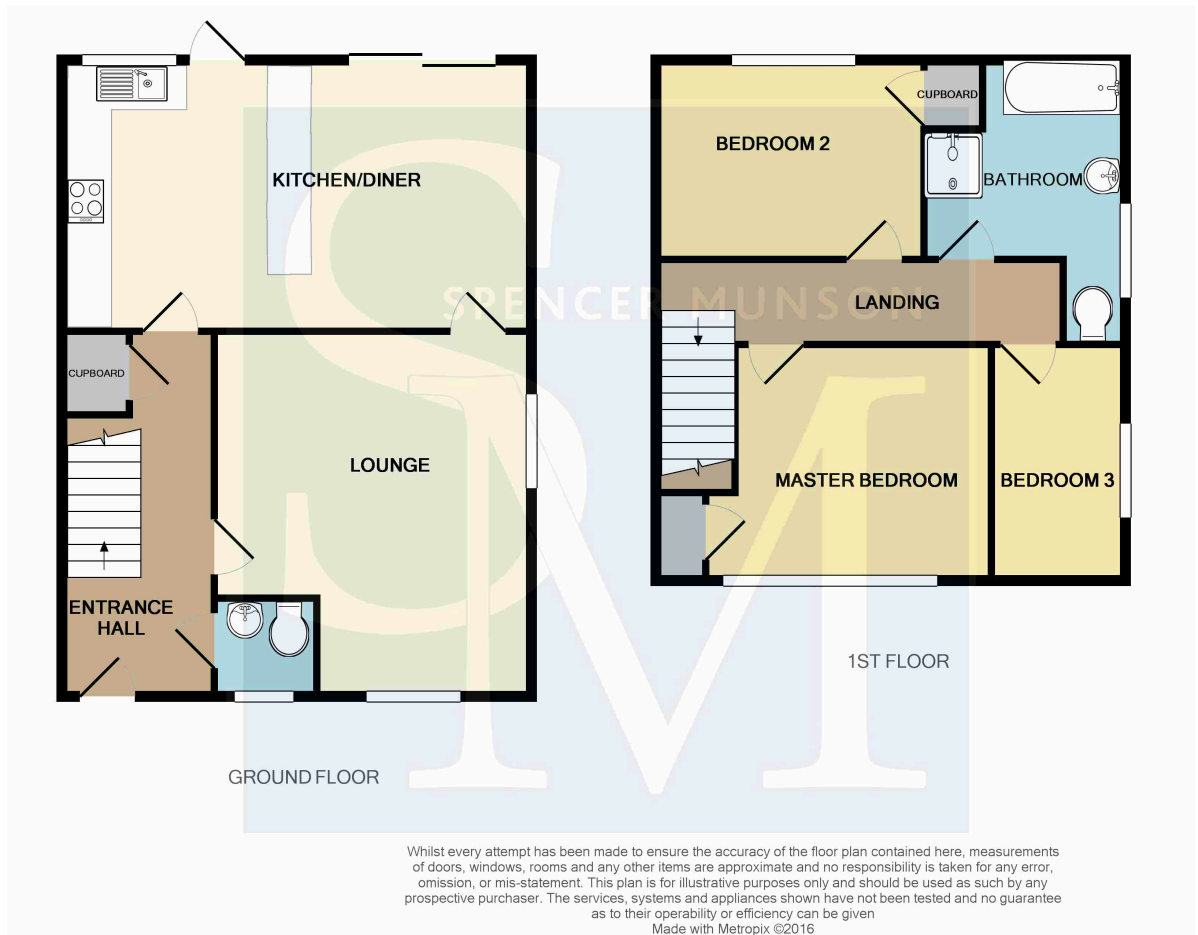 CUPBOARD
BEDROOM 2
KITCHEN/DINER
BATHROOM
SPENCER MUNSON
LANDING
CUPBOARD
LOUNGE
MASTER BEDROOM
BEDROOM 3
ENTRANCE
HALL
1ST FLOOR
GROUND FLOOR
SM
Whilst every attempt has been made to ensure the accuracy of the floor plan contained here, measurements
of doors, windows, rooms and any other items are approximate and no responsibility is taken for any error,
omission, or mis-statement. This plan is for illustrative purposes only and should be used as such by any
prospective purchaser. The services, systems and appliances shown have not been tested and no guarantee
as to their operability or efficiency can be given
Made with Metropix ©2016